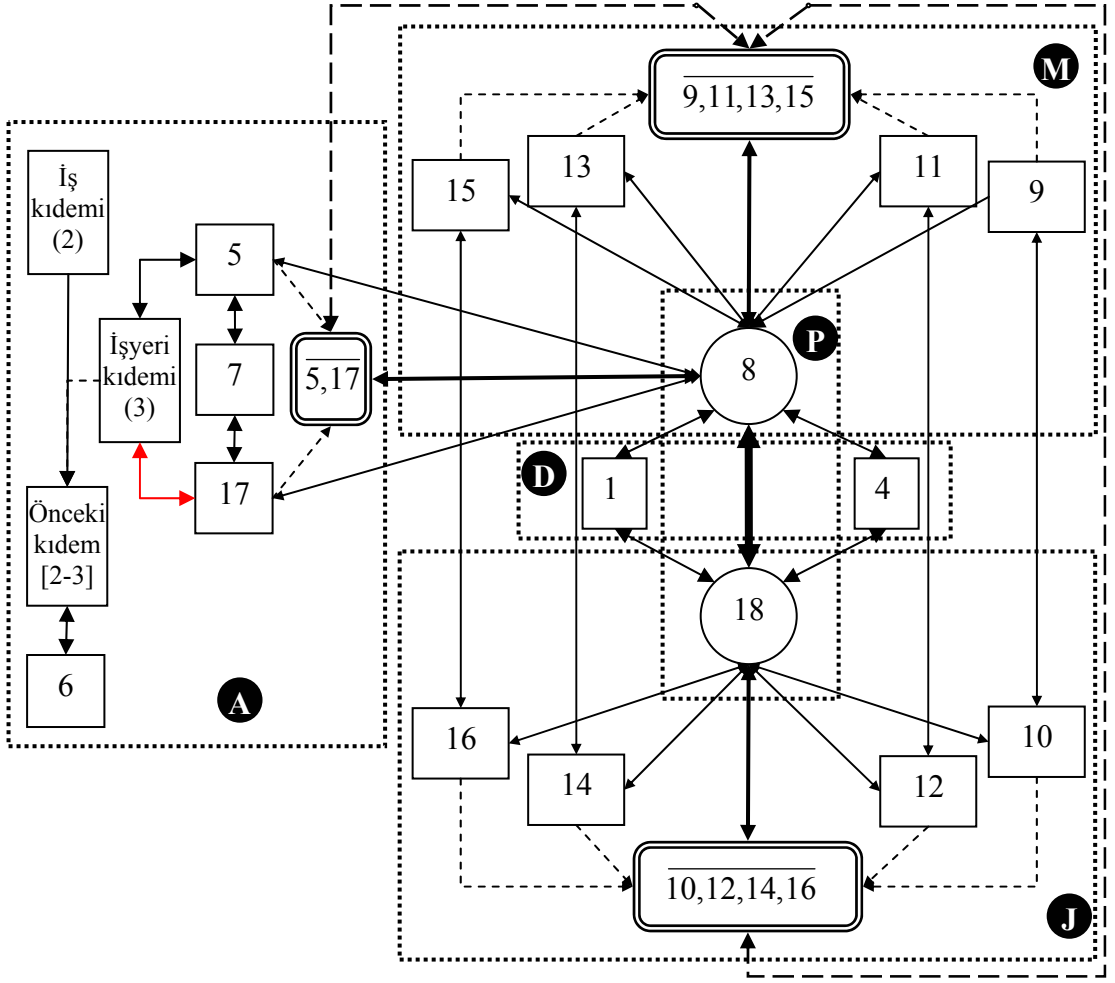 M
9,11,13,15
15
13
11
9
İş
kıdemi
(2)
5
İşyeri
kıdemi
(3)
7
5,17
8
P
17
D
1
4
Önceki
kıdem
[2-3]
18
6
A
16
14
12
10
10,12,14,16
J